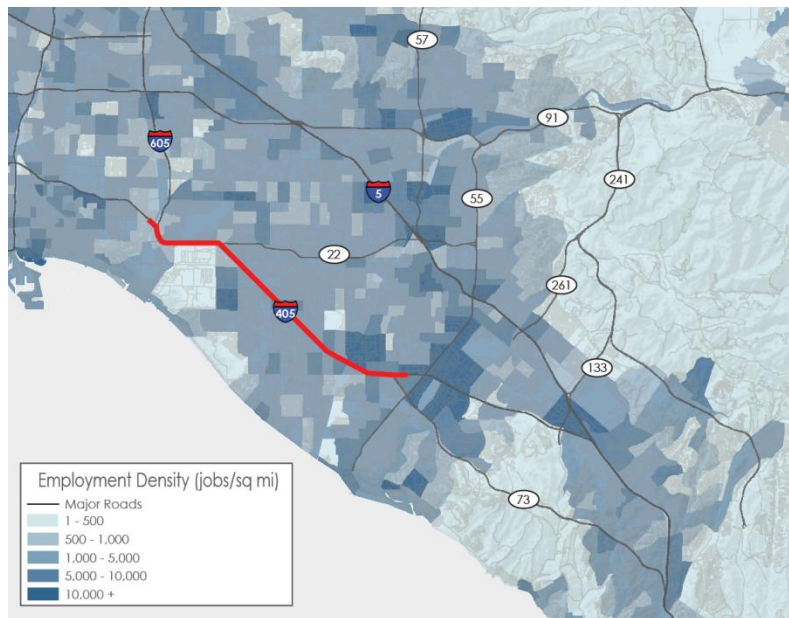 57
91
605
241
5
55
22
261
405
133
73
Employment Density (jobs/sq mi)
Major Roads
1 - 500
500 - 1,000
1,000 - 5,000
5,000 - 10,000
10,000 +